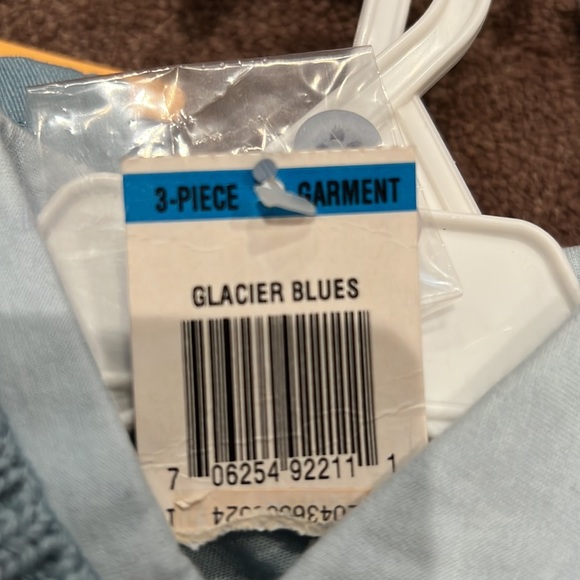 3-PIECE GARMENT
GLACIER BLUES
7 06254 92211 1